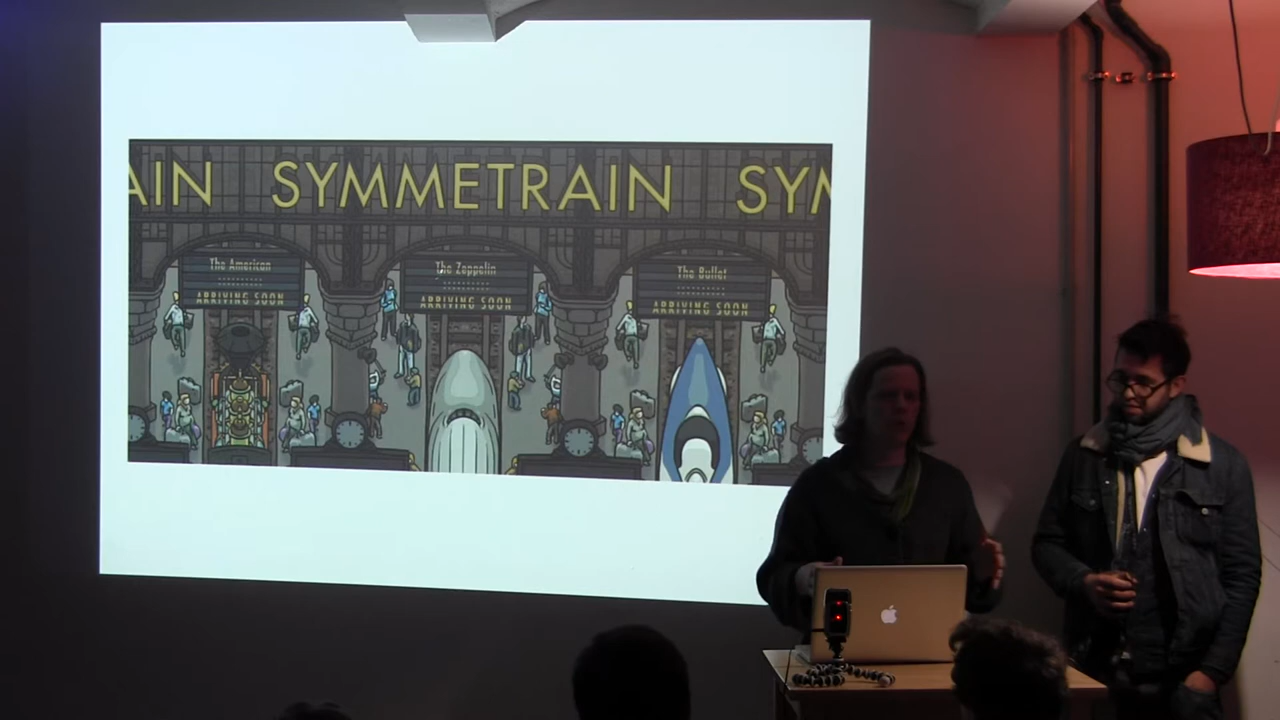 AIN SYMMETRAIN SYM
The American
ARRIVING SOON
The Zeppelin
ARRIVING SOON
The Bullet
ARRIVING SOON